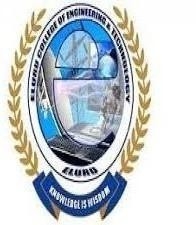 ELURU COLLEGE OF ENGINEERING & TECHNOLOGY
ELURU
KNOWLEDGE IS WISDOM